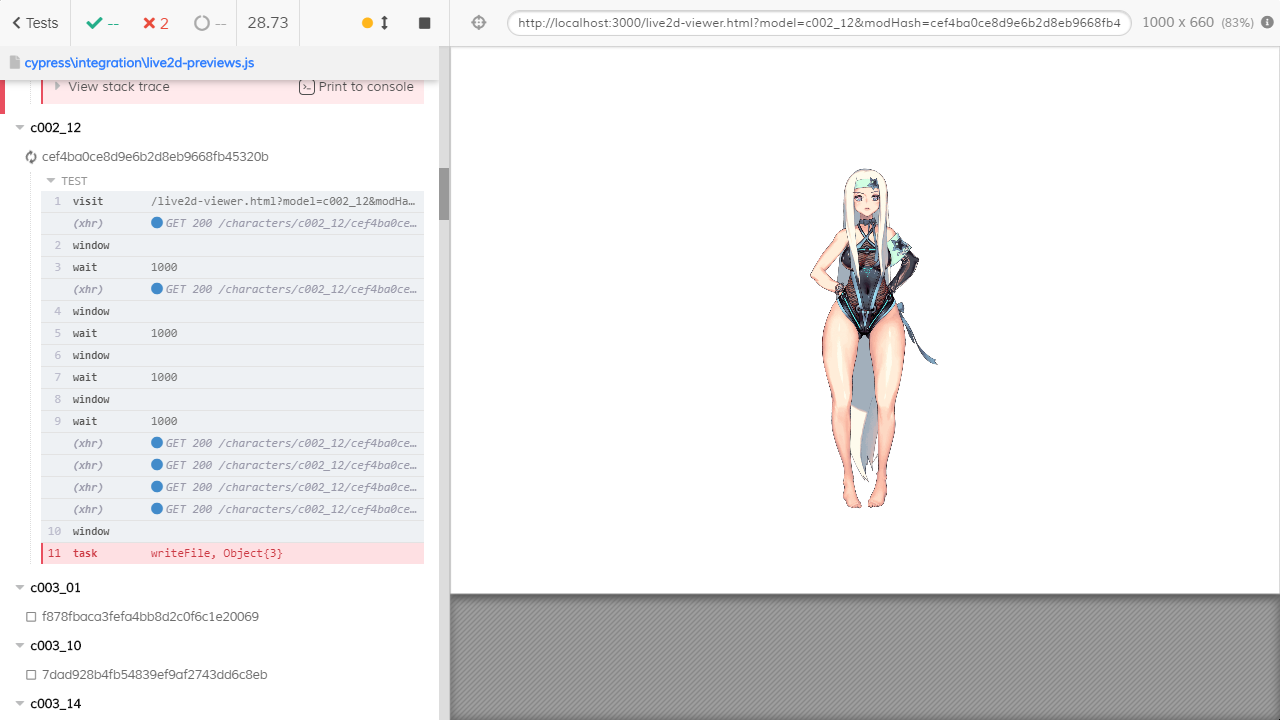 Tests -- 2 -- 28.73
http://localhost:3000/live2d-viewer.html?model=c002_12&modHash=cef4ba0ce8d9e6b2d8eb9668fb4 1000 x 660 (83%)
cypress\integration\live2d-previews.js
View stack trace Print to console
c002_12
cef4ba0ce8d9e6b2d8eb9668fb45320b
TEST
1 visit /live2d-viewer.html?model=c002_12&modHa…
(xhr) GET 200 /characters/c002_12/cef4ba0ce…
2 window
3 wait 1000
(xhr) GET 200 /characters/c002_12/cef4ba0ce…
4 window
5 wait 1000
6 window
7 wait 1000
8 window
9 wait 1000
(xhr) GET 200 /characters/c002_12/cef4ba0ce…
(xhr) GET 200 /characters/c002_12/cef4ba0ce…
(xhr) GET 200 /characters/c002_12/cef4ba0ce…
(xhr) GET 200 /characters/c002_12/cef4ba0ce…
10 window
11 task writeFile, Object{3}
c003_01
f878fbaca3fefa4bb8d2c0f6c1e20069
c003_10
7dad928b4fb54839ef9af2743dd6c8eb
c003_14